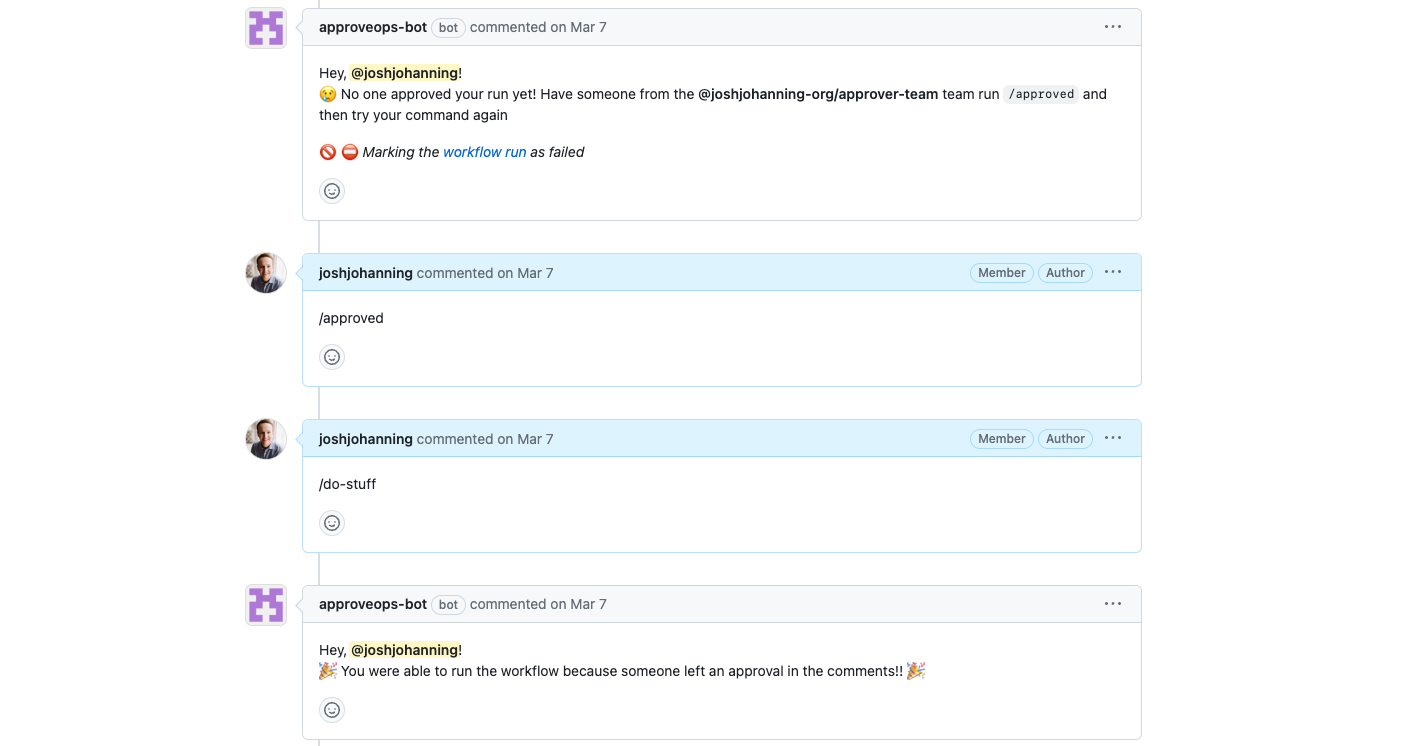 approveops-bot bot commented on Mar 7 ...
Hey, @joshjohanning!
😢 No one approved your run yet! Have someone from the @joshjohanning-org/approver-team team run /approved and
then try your command again
🚫 ⛔ Marking the workflow run as failed
joshjohanning commented on Mar 7 Member Author ...
/approved
joshjohanning commented on Mar 7 Member Author ...
/do-stuff
approveops-bot bot commented on Mar 7 ...
Hey, @joshjohanning!
🎉 You were able to run the workflow because someone left an approval in the comments!! 🎉